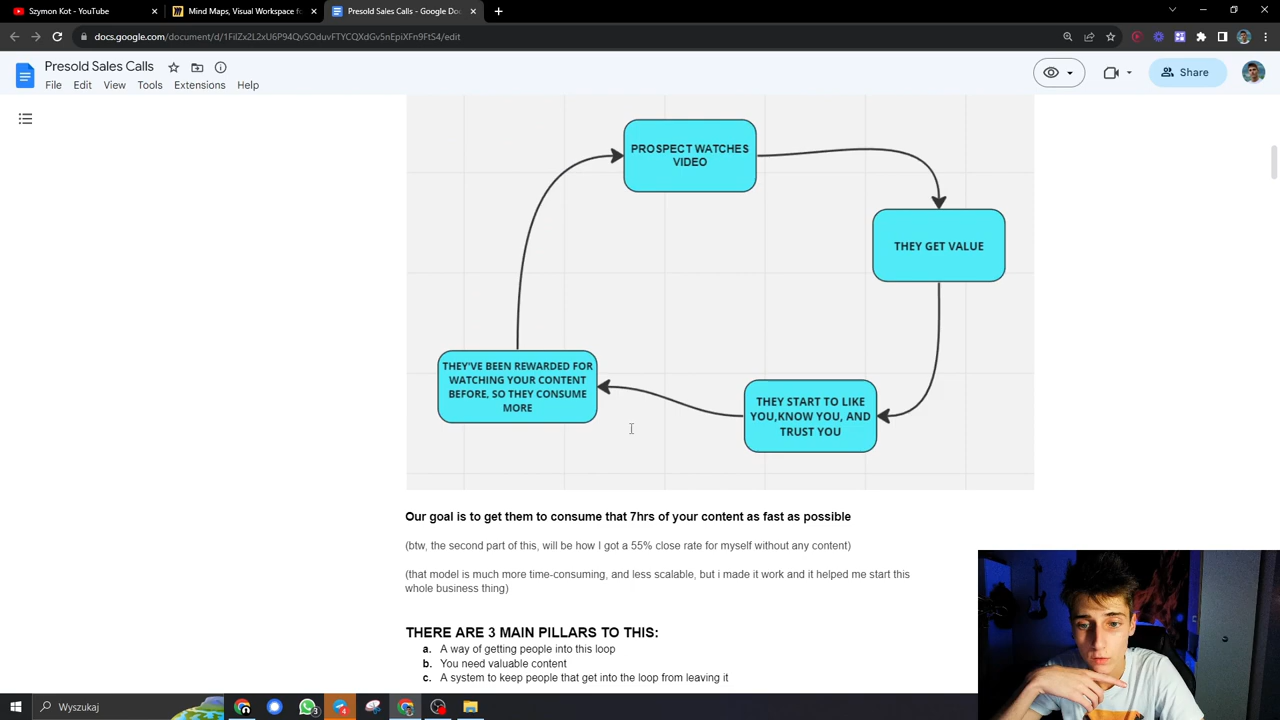 Szymon Kot - YouTube
Mind Maps, Visual Workspace fo
Presold Sales Calls - Google Doc
docs.google.com/document/d/1FilZx2L2xU6P94QvSOduvFTYCQXdGv5nEpiXFn9FtS4/edit
Presold Sales Calls
File Edit View Tools Extensions Help
Share
PROSPECT WATCHES
VIDEO
THEY GET VALUE
THEY'VE BEEN REWARDED FOR
WATCHING YOUR CONTENT
BEFORE, SO THEY CONSUME
MORE
THEY START TO LIKE
YOU,KNOW YOU, AND
TRUST YOU
Our goal is to get them to consume that 7hrs of your content as fast as possible
(btw, the second part of this, will be how I got a 55% close rate for myself without any content)
(that model is much more time-consuming, and less scalable, but i made it work and it helped me start this
whole business thing)
THERE ARE 3 MAIN PILLARS TO THIS:
a. A way of getting people into this loop
b. You need valuable content
c. A system to keep people that get into the loop from leaving it
Wyszukaj
3
4